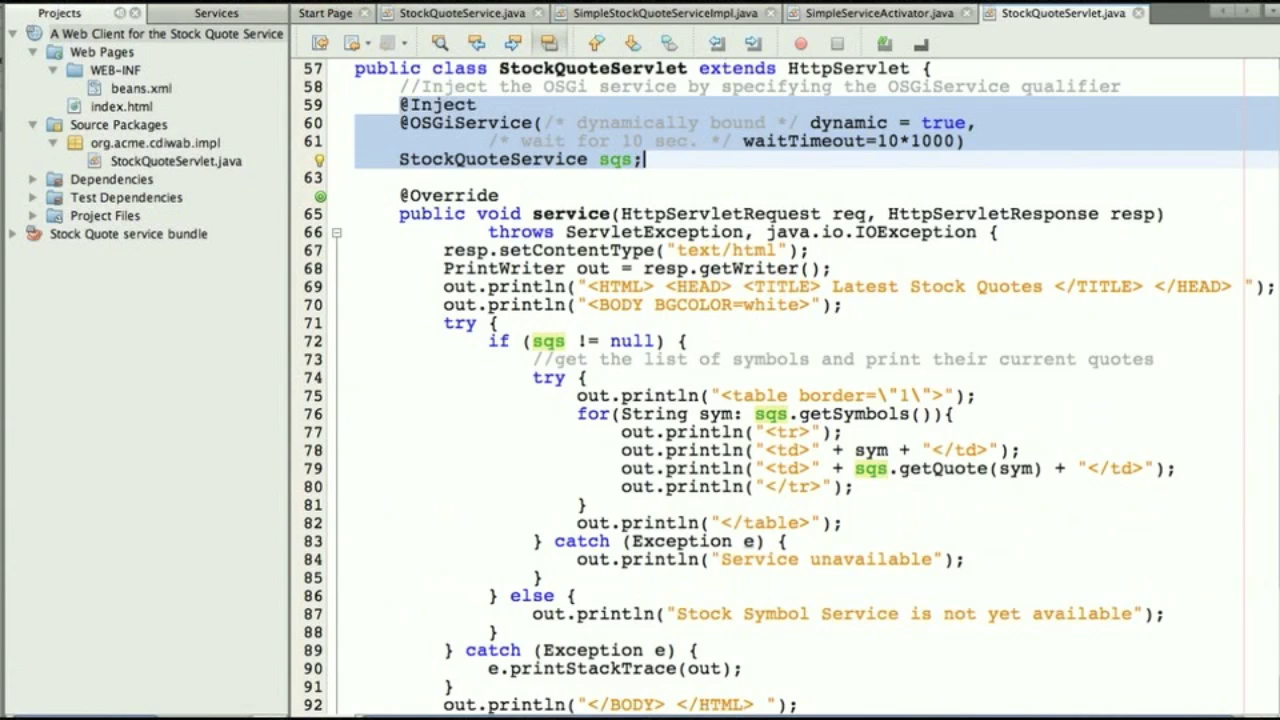 Projects Services Start Page StockQuoteService.java SimpleStockQuoteServiceImpl.java SimpleServiceActivator.java StockQuoteServlet.java
A Web Client for the Stock Quote Service
Web Pages
WEB-INF
beans.xml
index.html
Source Packages
org.acme.cdiwab.impl
StockQuoteServlet.java
Dependencies
Test Dependencies
Project Files
Stock Quote service bundle
57 public class StockQuoteServlet extends HttpServlet {
58 //Inject the OSGi service by specifying the OSGiService qualifier
59 @Inject
60 @OSGiService(/* dynamically bound */ dynamic = true,
61 /* wait for 10 sec. */ waitTimeout=10*1000)
StockQuoteService sqs;
63
@Override
65 public void service(HttpServletRequest req, HttpServletResponse resp)
66 throws ServletException, java.io.IOException {
67 resp.setContentType("text/html");
68 PrintWriter out = resp.getWriter();
69 out.println("<HTML> <HEAD> <TITLE> Latest Stock Quotes </TITLE> </HEAD> ");
70 out.println("<BODY BGCOLOR=white>");
71 try {
72 if (sqs != null) {
73 //get the list of symbols and print their current quotes
74 try {
75 out.println("<table border=\"1\">");
76 for(String sym: sqs.getSymbols()){
77 out.println("<tr>");
78 out.println("<td>" + sym + "</td>");
79 out.println("<td>" + sqs.getQuote(sym) + "</td>");
80 out.println("</tr>");
81 }
82 out.println("</table>");
83 } catch (Exception e) {
84 out.println("Service unavailable");
85 }
86 } else {
87 out.println("Stock Symbol Service is not yet available");
88 }
89 } catch (Exception e) {
90 e.printStackTrace(out);
91 }
92 out.println("</BODY> </HTML> ");